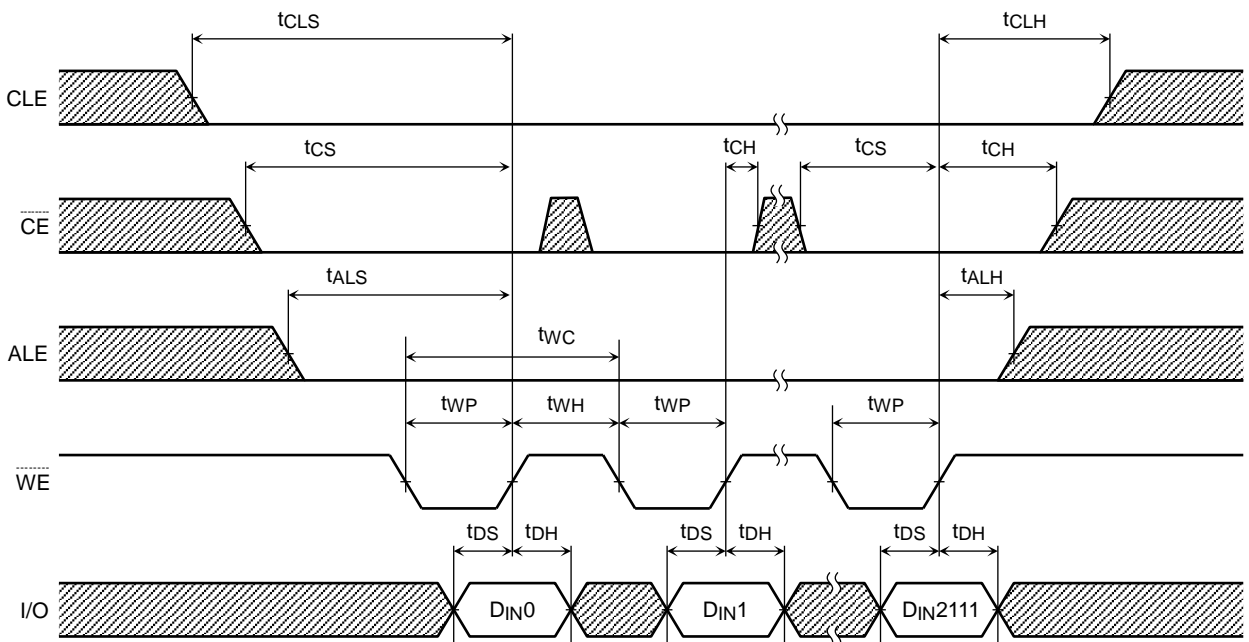 tCLS
tCLH
CLE
tCS
tCH
tCS
tCH
CE
tALS
tALH
tWC
ALE
tWP
tWH
tWP
tWP
WE
tDS
tDH
tDS
tDH
tDS
tDH
I/O
DIN0
DIN1
DIN2111